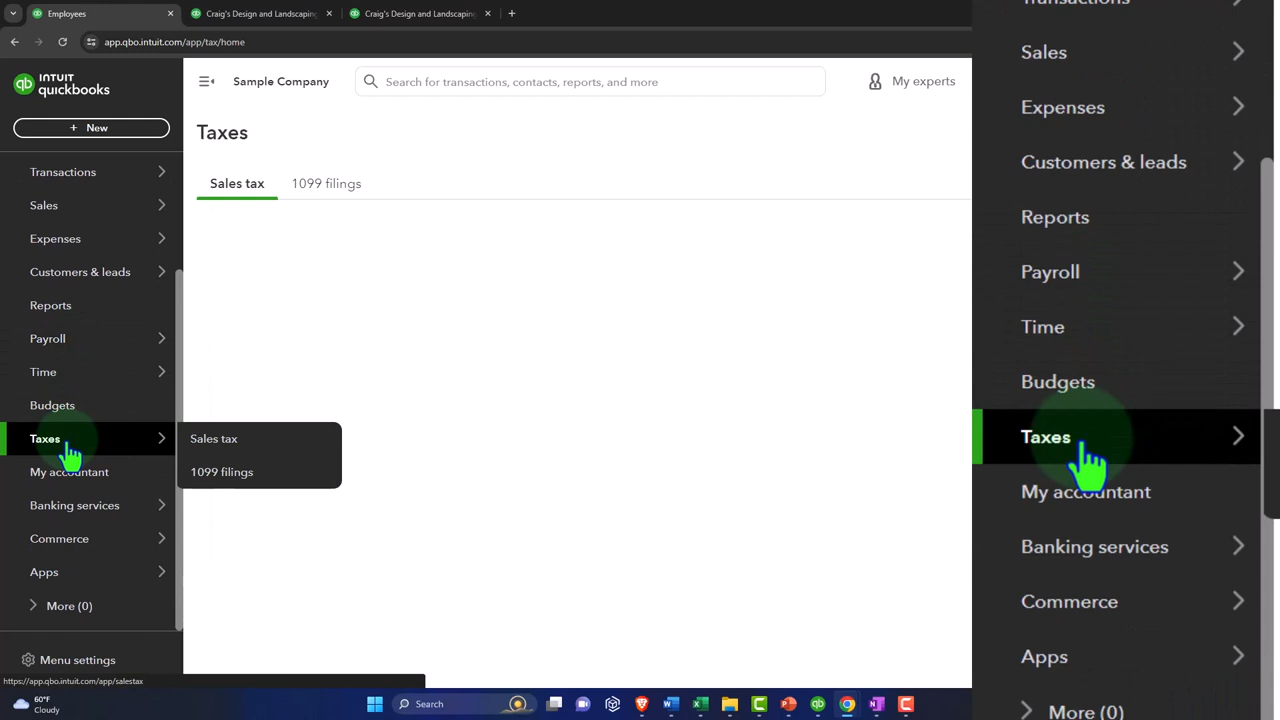 Employees
Craig's Design and Landscaping
Craig's Design and Landscaping
app.qbo.intuit.com/app/tax/home
qb INTUIT quickbooks
Sample Company
Search for transactions, contacts, reports, and more
My experts
+ New
Taxes
Sales tax
1099 filings
Transactions
Sales
Expenses
Customers & leads
Reports
Payroll
Time
Budgets
Taxes
Sales tax
1099 filings
My accountant
Banking services
Commerce
Apps
More (0)
Menu settings
https://app.qbo.intuit.com/app/salestax
Transactions
Sales
Expenses
Customers & leads
Reports
Payroll
Time
Budgets
Taxes
My accountant
Banking services
Commerce
Apps
More (0)
60°F
Cloudy
Search